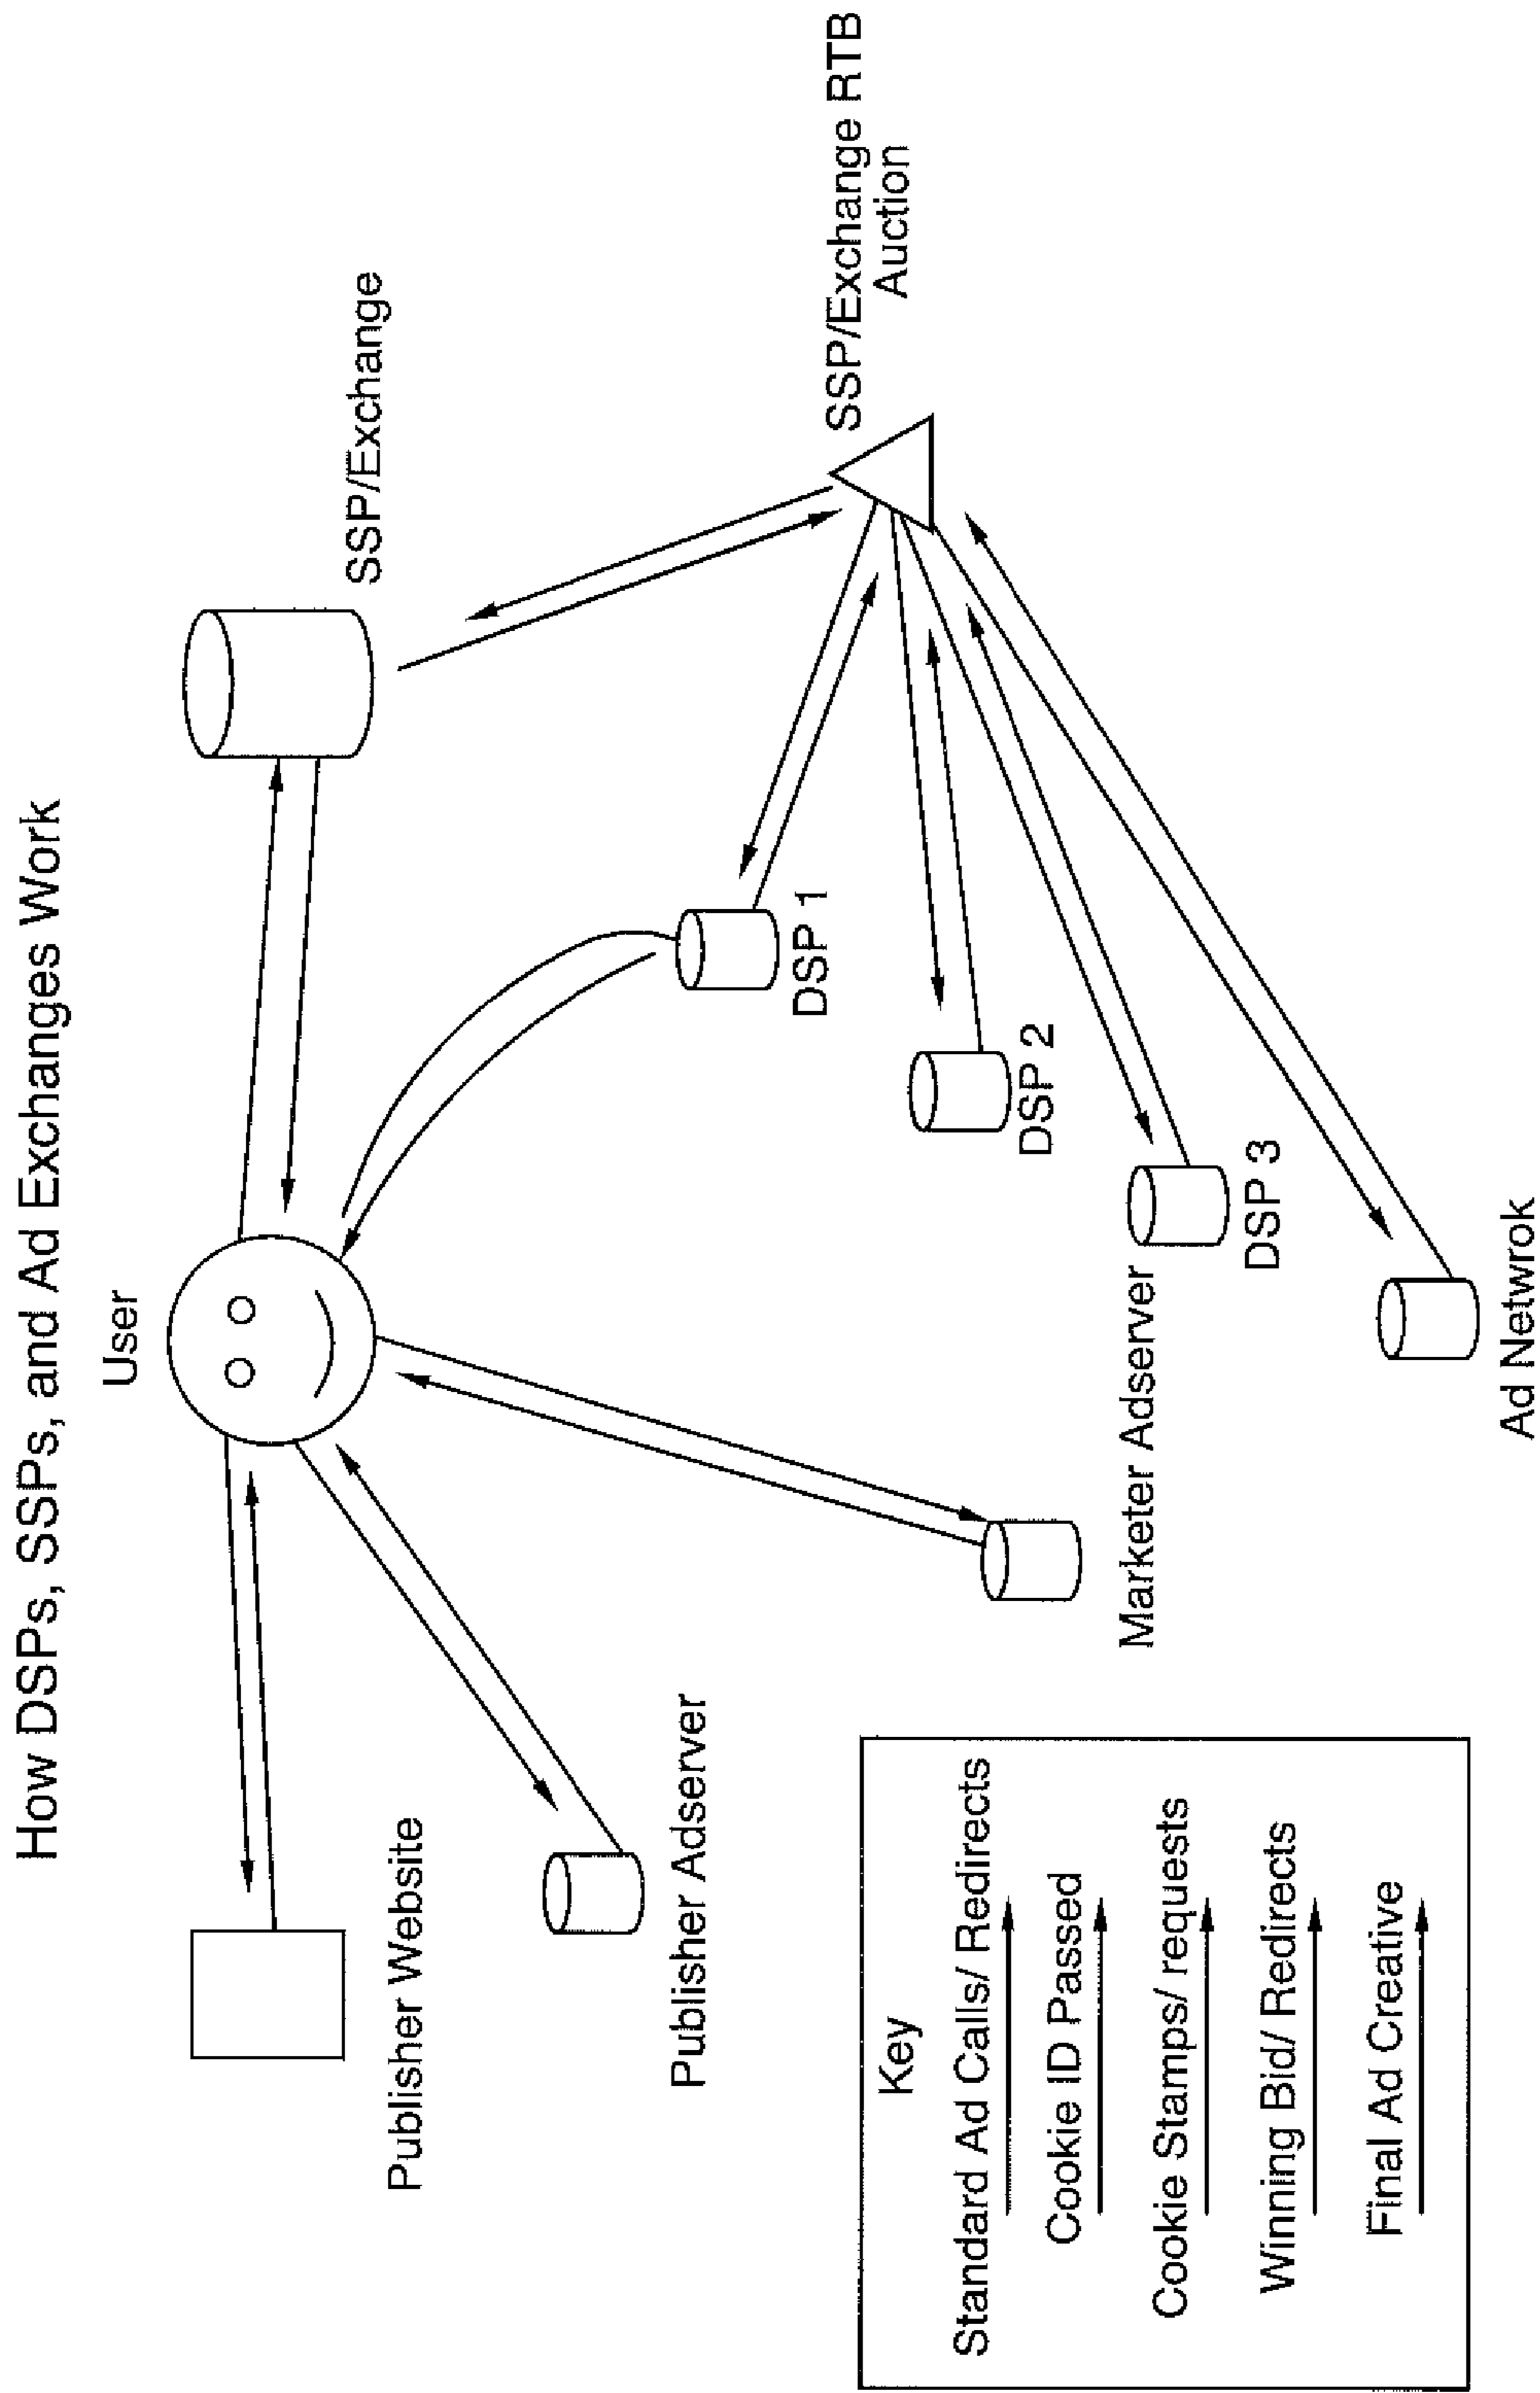 How DSPs, SSPs, and Ad Exchanges Work
User
SSP/Exchange
Publisher Website
Publisher Adserver
DSP 1
SSP/Exchange RTB
Auction
DSP 2
Marketer Adserver
DSP 3
Ad Netwrok
Key
Standard Ad Calls/ Redirects
Cookie ID Passed
Cookie Stamps/ requests
Winning Bid/ Redirects
Final Ad Creative